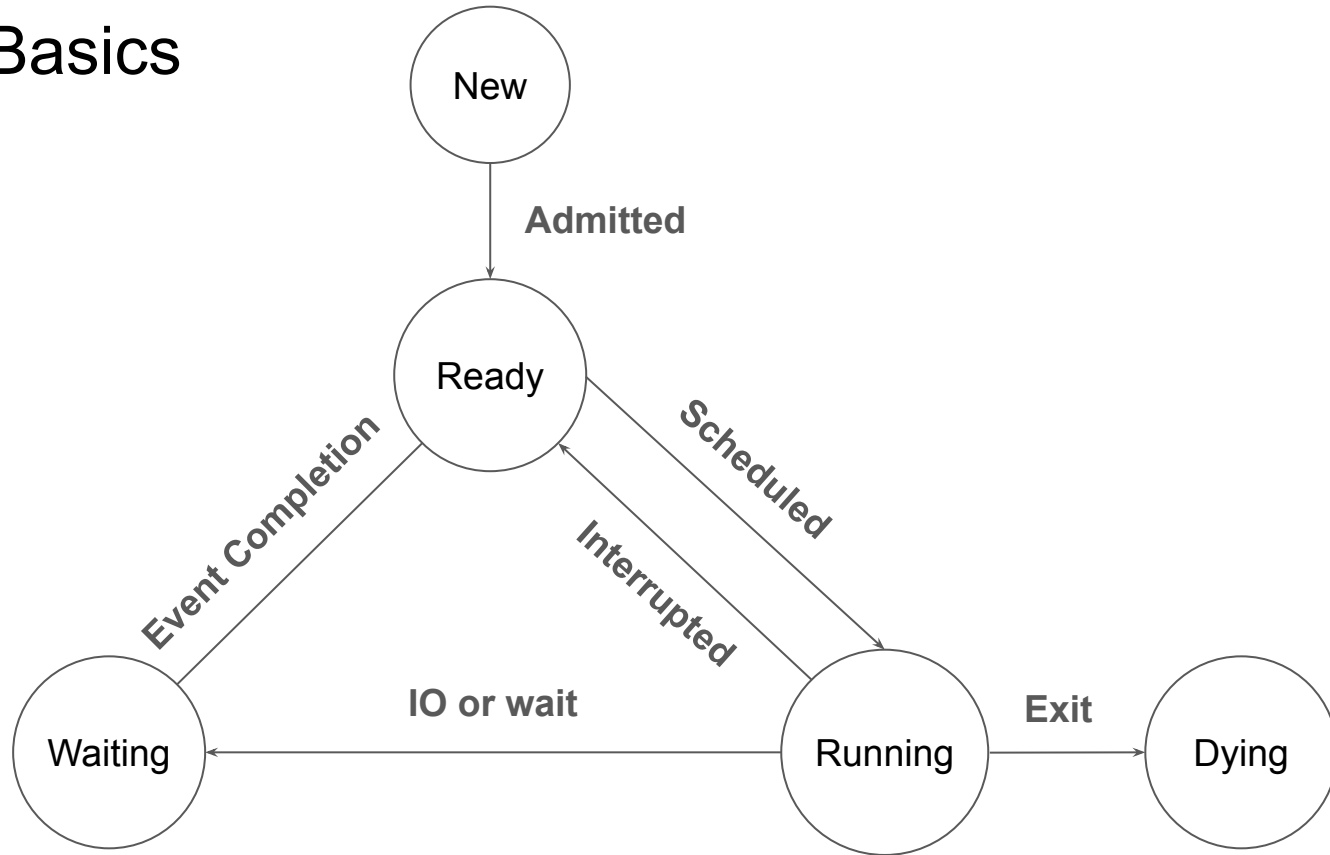 Basics
New
Admitted
Ready
Scheduled
Event Completion
Interrupted
IO or wait
Exit
Waiting
Running
Dying